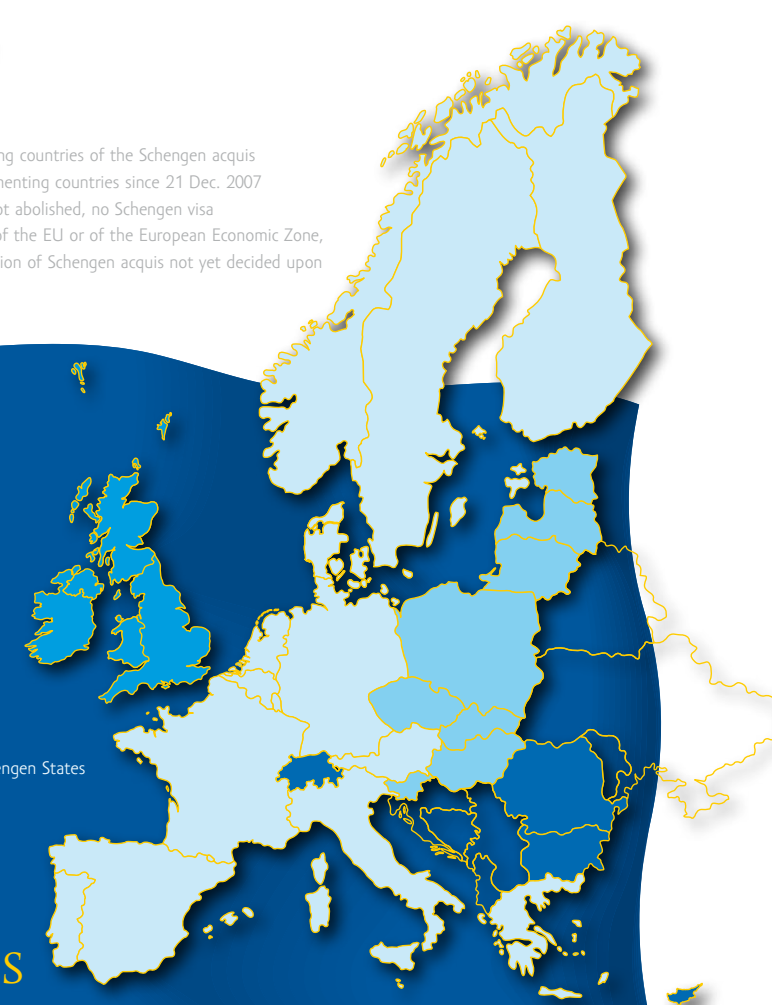 ng countries of the Schengen acquis
menting countries since 21 Dec. 2007
ot abolished, no Schengen visa
of the EU or of the European Economic Zone,
ion of Schengen acquis not yet decided upon
engen States
S